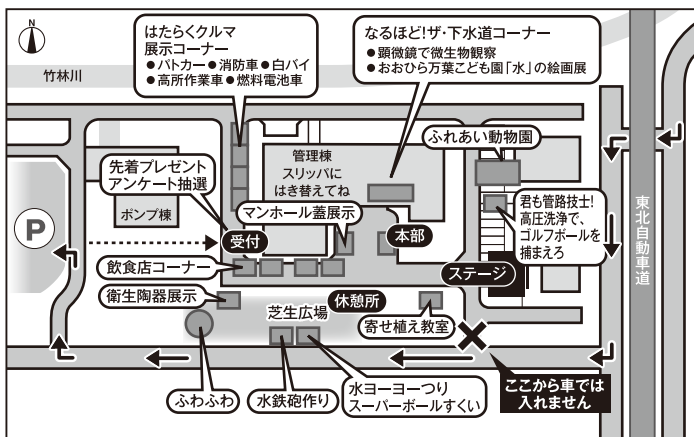 N
竹林川
はたらくクルマ
展示コーナー
●パトカー●消防車●白バイ
●高所作業車●燃料電池車
なるほど!ザ・下水道コーナー
●顕微鏡で微生物観察
●おおひら万葉こども園「水」の絵画展
先着プレゼント
アンケート抽選
ポンプ棟
P
管理棟
スリッパに
はき替えてね
ふれあい動物園
君も管路技士!
高圧洗浄で、
ゴルフボールを
捕まえろ
東北自動車道
マンホール蓋展示
受付
本部
飲食店コーナー
ステージ
衛生陶器展示
芝生広場
休憩所
寄せ植え教室
ふわふわ
水鉄砲作り
水ヨーヨーつり
スーパーボールすくい
ここから車では
入れません